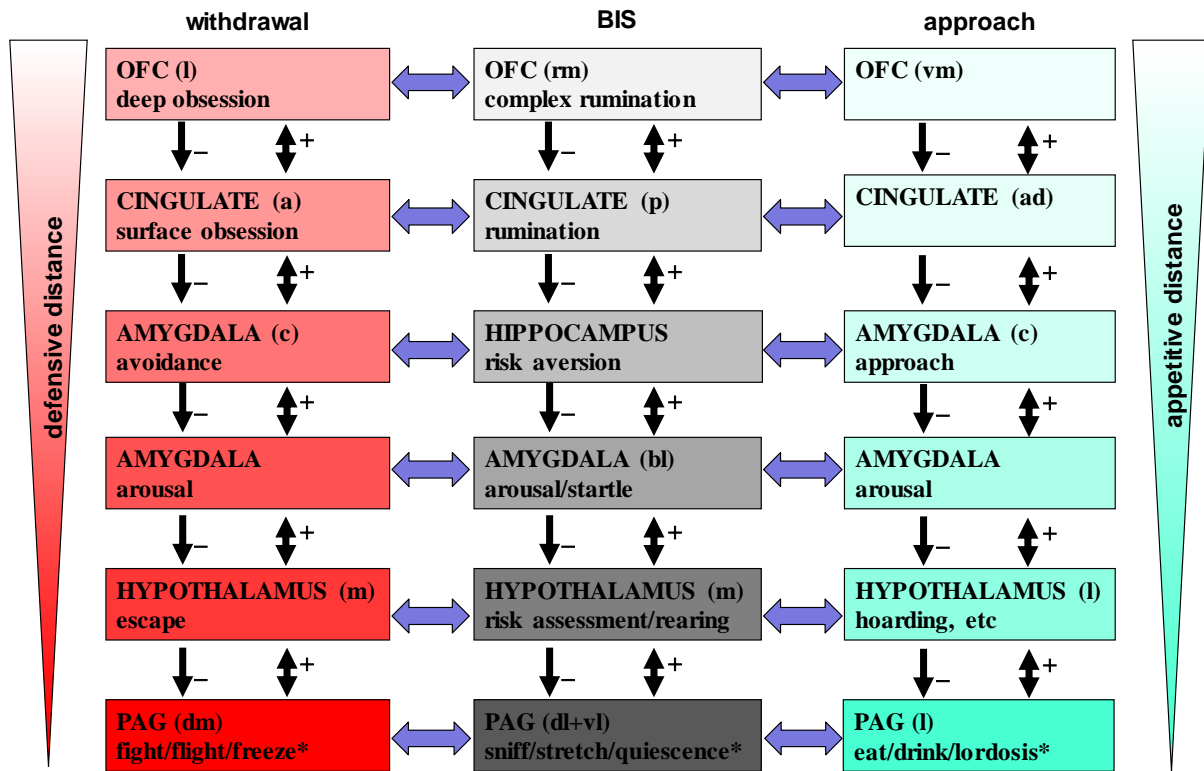 withdrawal BIS approach
OFC (l) OFC (rm) OFC (vm)
deep obsession complex rumination
– + – + – +
CINGULATE (a) CINGULATE (p) CINGULATE (ad)
surface obsession rumination
– + – + – +
defensive distance
appetitive distance
AMYGDALA (c) HIPPOCAMPUS AMYGDALA (c)
avoidance risk aversion approach
– + – + – +
AMYGDALA AMYGDALA (bl) AMYGDALA
arousal arousal/startle arousal
– + – + – +
HYPOTHALAMUS (m) HYPOTHALAMUS (m) HYPOTHALAMUS (l)
escape risk assessment/rearing hoarding, etc
– + – + – +
PAG (dm) PAG (dl+vl) PAG (l)
fight/flight/freeze* sniff/stretch/quiescence* eat/drink/lordosis*